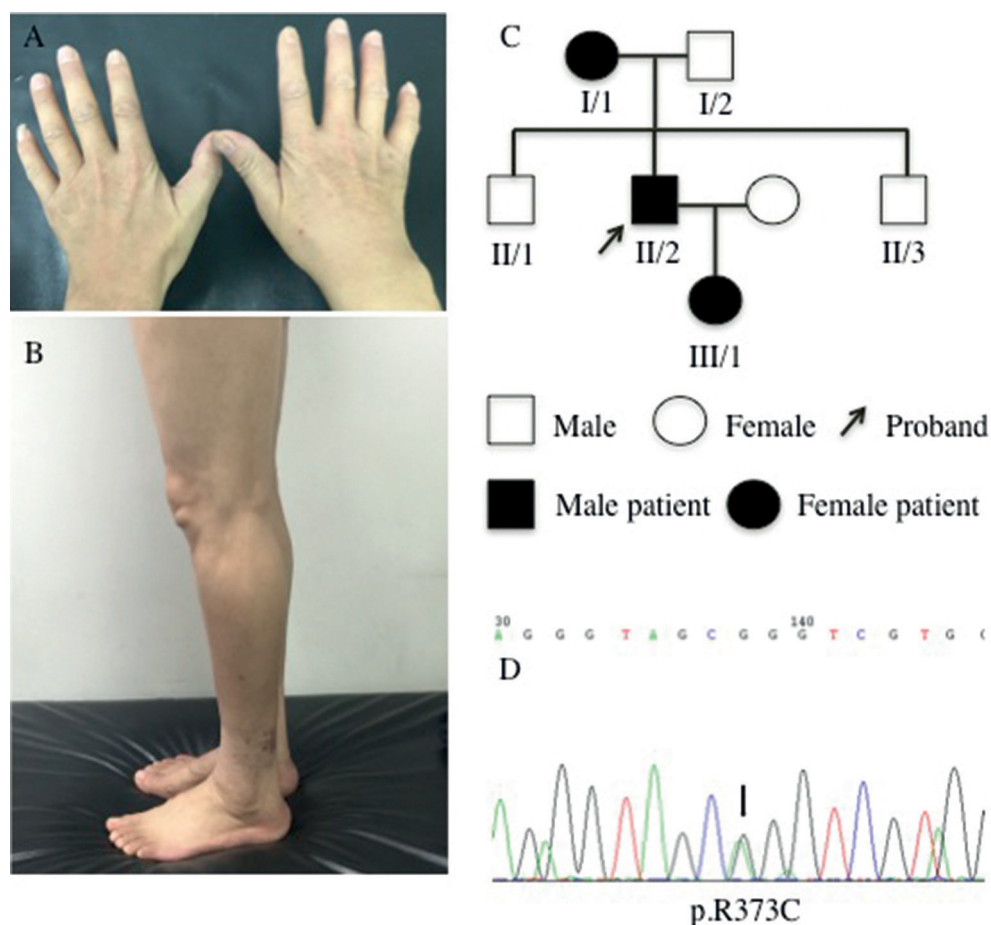 A
B
C
I/1 I/2
II/1 II/2 II/3
III/1
Male Female Proband
Male patient Female patient
30 140
A G G G T A G C G G G T C G T G
D
p.R373C